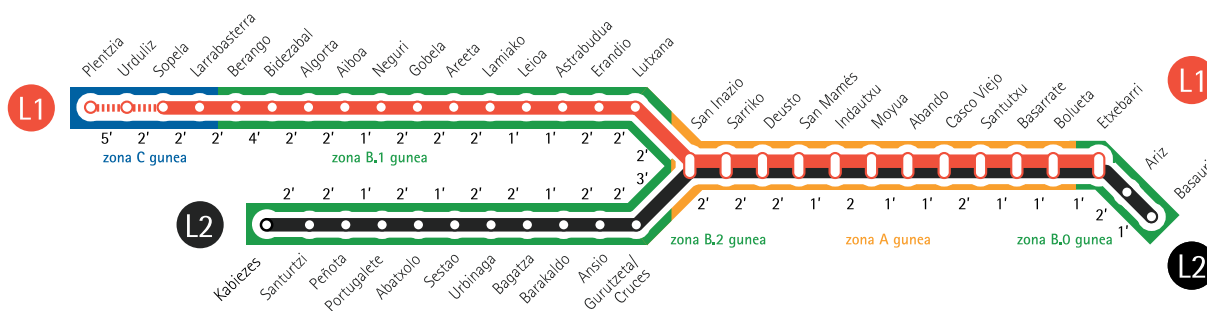 Plentzia
Urduliz
Sopela
Larrabasterra
Berango
Bidezabal
Algorta
Aiboa
Neguri
Gobela
Areeta
Lamiako
Leioa
Astrabudua
Erandio
Lutxana
L1
5' 2' 2' 2' 4' 2' 2' 1' 2' 2' 2' 1' 1' 2' 2'
zona C gunea
zona B.1 gunea
2'
3'
San Inazio
Sarriko
Deusto
San Mamés
Indautxu
Moyua
Abando
Casco Viejo
Santutxu
Basarrate
Bolueta
Etxebarri
Ariz
Basauri
L1
2' 2' 1' 1' 2' 2' 1' 2' 1' 2'
L2
2' 2' 2' 1' 2 1' 1' 1' 2' 1' 1' 2' 1'
zona B.2 gunea
zona A gunea
zona B.0 gunea
L2
Kabiezes
Santurtzi
Peñota
Portugalete
Abatxolo
Sestao
Urbinaga
Bagatza
Barakaldo
Ansio
Gurutzeta/
Cruces